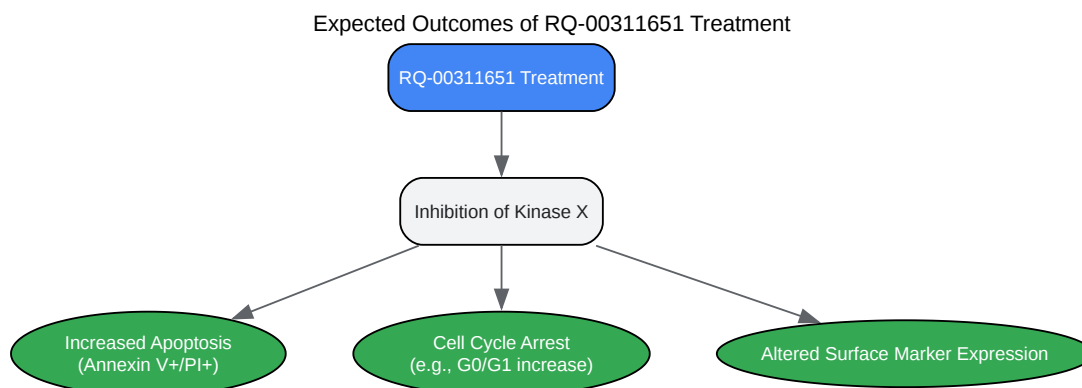 Expected Outcomes of RQ-00311651 Treatment
RQ-00311651 Treatment
Inhibition of Kinase X
Increased Apoptosis
(Annexin V+/PI+)
Cell Cycle Arrest
(e.g., G0/G1 increase)
Altered Surface Marker Expression